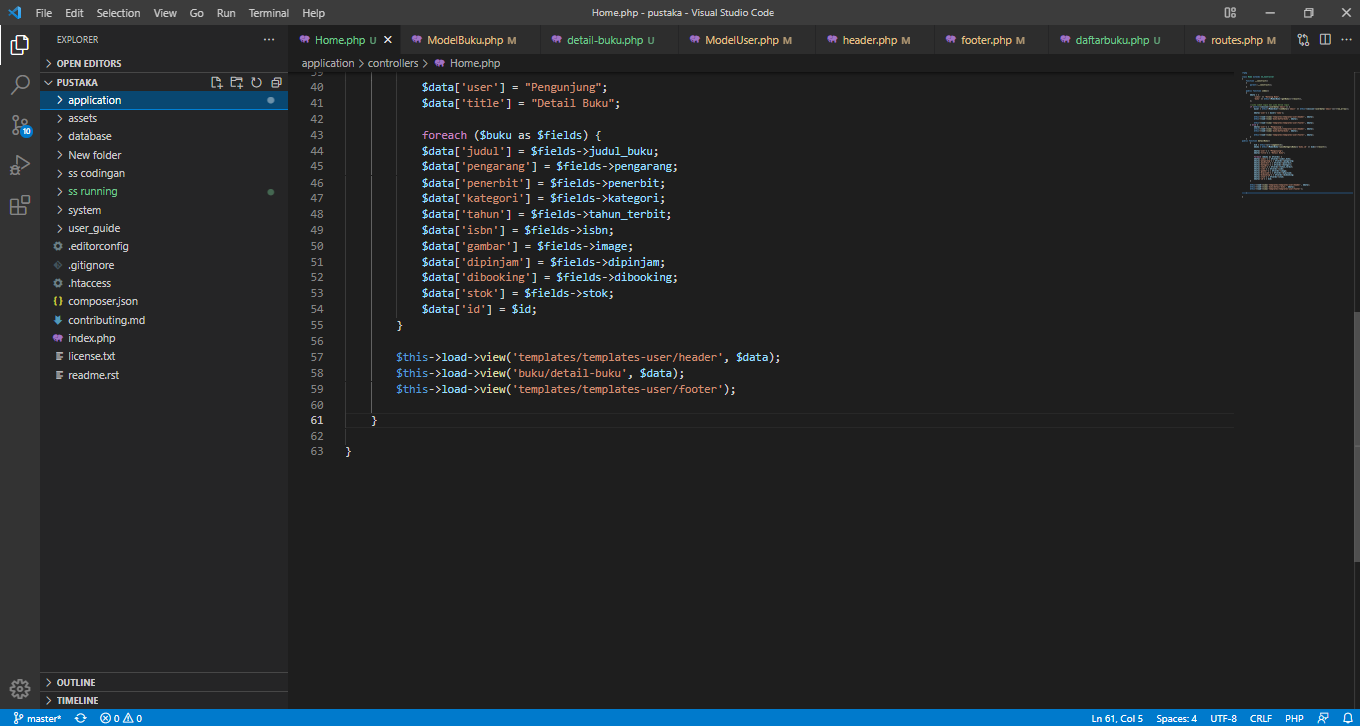 File Edit Selection View Go Run Terminal Help
Home.php - pustaka - Visual Studio Code
EXPLORER
OPEN EDITORS
PUSTAKA
application
assets
database
New folder
ss codingan
ss running
system
user_guide
.editorconfig
.gitignore
.htaccess
composer.json
contributing.md
index.php
license.txt
readme.rst
OUTLINE
TIMELINE
10
Home.php U
ModelBuku.php M
detail-buku.php U
ModelUser.php M
header.php M
footer.php M
daftarbuku.php U
routes.php M
application > controllers > Home.php
39
40 $data['user'] = "Pengunjung";
41 $data['title'] = "Detail Buku";
42
43 foreach ($buku as $fields) {
44 $data['judul'] = $fields->judul_buku;
45 $data['pengarang'] = $fields->pengarang;
46 $data['penerbit'] = $fields->penerbit;
47 $data['kategori'] = $fields->kategori;
48 $data['tahun'] = $fields->tahun_terbit;
49 $data['isbn'] = $fields->isbn;
50 $data['gambar'] = $fields->image;
51 $data['dipinjam'] = $fields->dipinjam;
52 $data['dibooking'] = $fields->dibooking;
53 $data['stok'] = $fields->stok;
54 $data['id'] = $id;
55 }
56
57 $this->load->view('templates/templates-user/header', $data);
58 $this->load->view('buku/detail-buku', $data);
59 $this->load->view('templates/templates-user/footer');
60
61 }
62
63 }
master* 0 0
Ln 61, Col 5 Spaces: 4 UTF-8 CRLF PHP